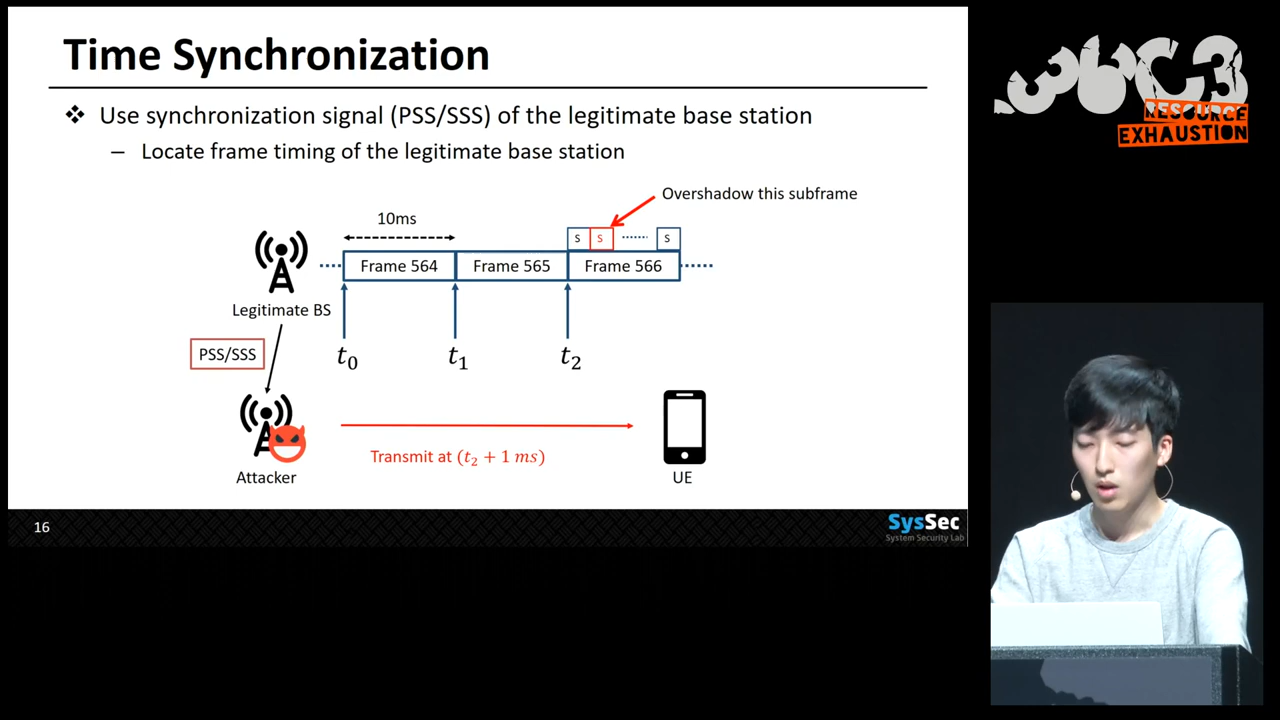 Time Synchronization
36C3
RESOURCE
EXHAUSTION
❖ Use synchronization signal (PSS/SSS) of the legitimate base station
– Locate frame timing of the legitimate base station
Overshadow this subframe
10ms
S S ······· S
Frame 564 Frame 565 Frame 566
Legitimate BS
PSS/SSS
t₀ t₁ t₂
Transmit at (t₂ + 1 ms)
Attacker
UE
16
SysSec
System Security Lab